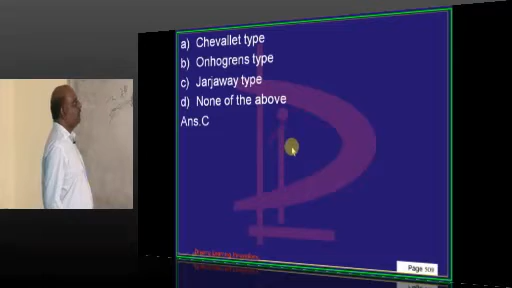 a) Chevallet type
b) Onhogrens type
c) Jarjaway type
d) None of the above
Ans.C
Page 109